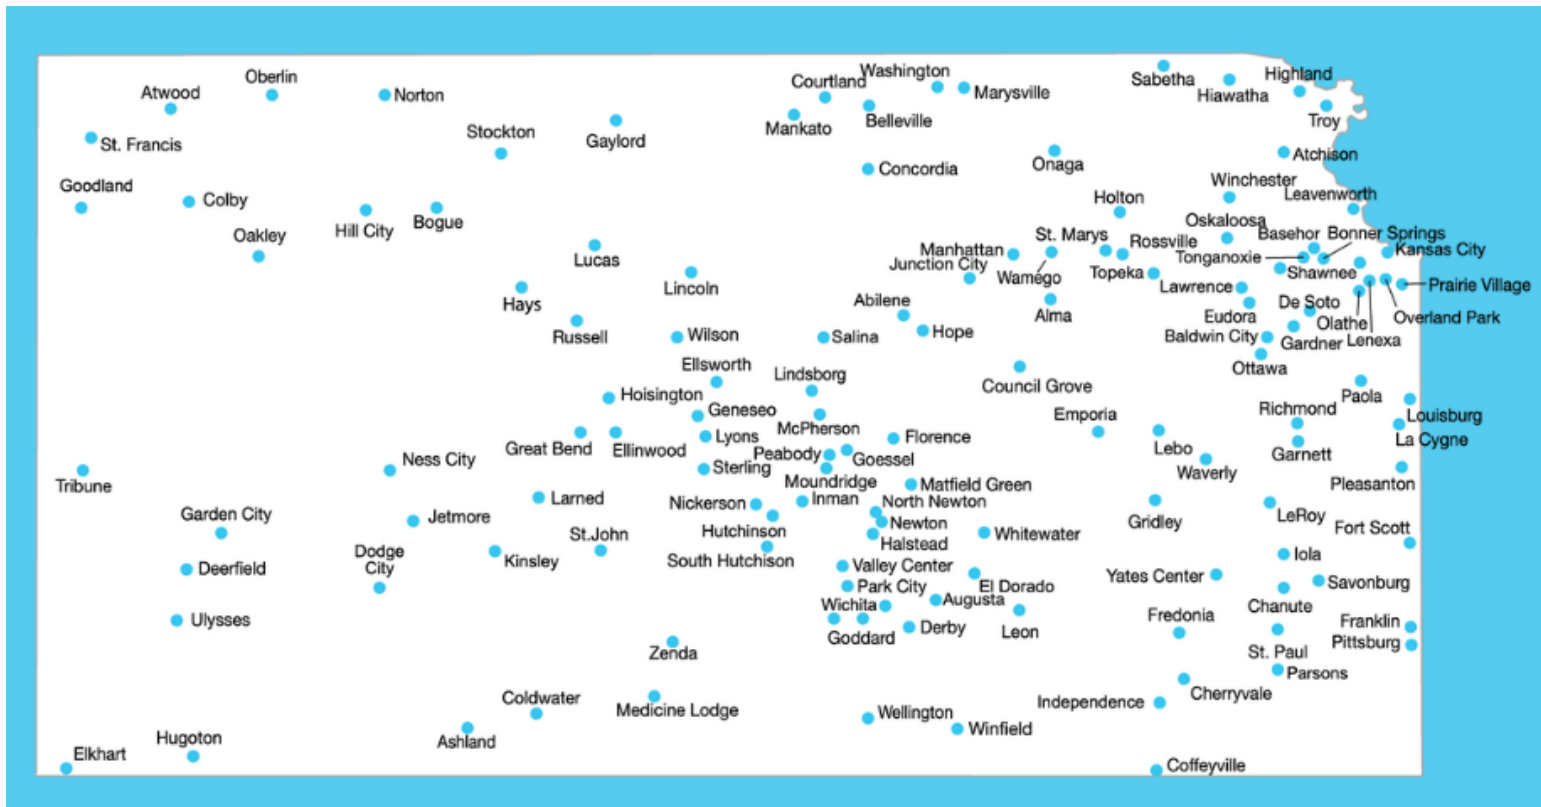 Oberlin
Atwood
Norton
St. Francis
Goodland
Colby
Oakley
Hill City
Bogue
Stockton
Gaylord
Courtland
Washington
Marysville
Mankato
Belleville
Concordia
Sabetha
Hiawatha
Highland
Troy
Onaga
Atchison
Winchester
Leavenworth
Holton
Oskaloosa
Basehor
Bonner Springs
Kansas City
Manhattan
St. Marys
Rossville
Tonganoxie
Junction City
Wamego
Topeka
Shawnee
Lawrence
Prairie Village
Lucas
Lincoln
Hays
Russell
Wilson
Abilene
Hope
Salina
Alma
Eudora
De Soto
Olathe
Overland Park
Baldwin City
Gardner
Lenexa
Ottawa
Ellsworth
Lindsborg
Council Grove
Hoisington
Geneseo
McPherson
Emporia
Richmond
Paola
Louisburg
La Cygne
Great Bend
Ellinwood
Lyons
Peabody
Florence
Goessel
Lebo
Garnett
Waverly
Ness City
Sterling
Moundridge
Matfield Green
Pleasanton
Tribune
Larned
Nickerson
Inman
North Newton
Gridley
LeRoy
Fort Scott
Garden City
Jetmore
Hutchinson
Newton
Whitewater
St.John
Halstead
Dodge
City
Kinsley
South Hutchison
Iola
Deerfield
Valley Center
Yates Center
Savonburg
Park City
El Dorado
Augusta
Chanute
Ulysses
Wichita
Goddard
Derby
Leon
Fredonia
Franklin
Pittsburg
Zenda
St. Paul
Parsons
Cherryvale
Coldwater
Medicine Lodge
Independence
Wellington
Winfield
Ashland
Hugoton
Elkhart
Coffeyville